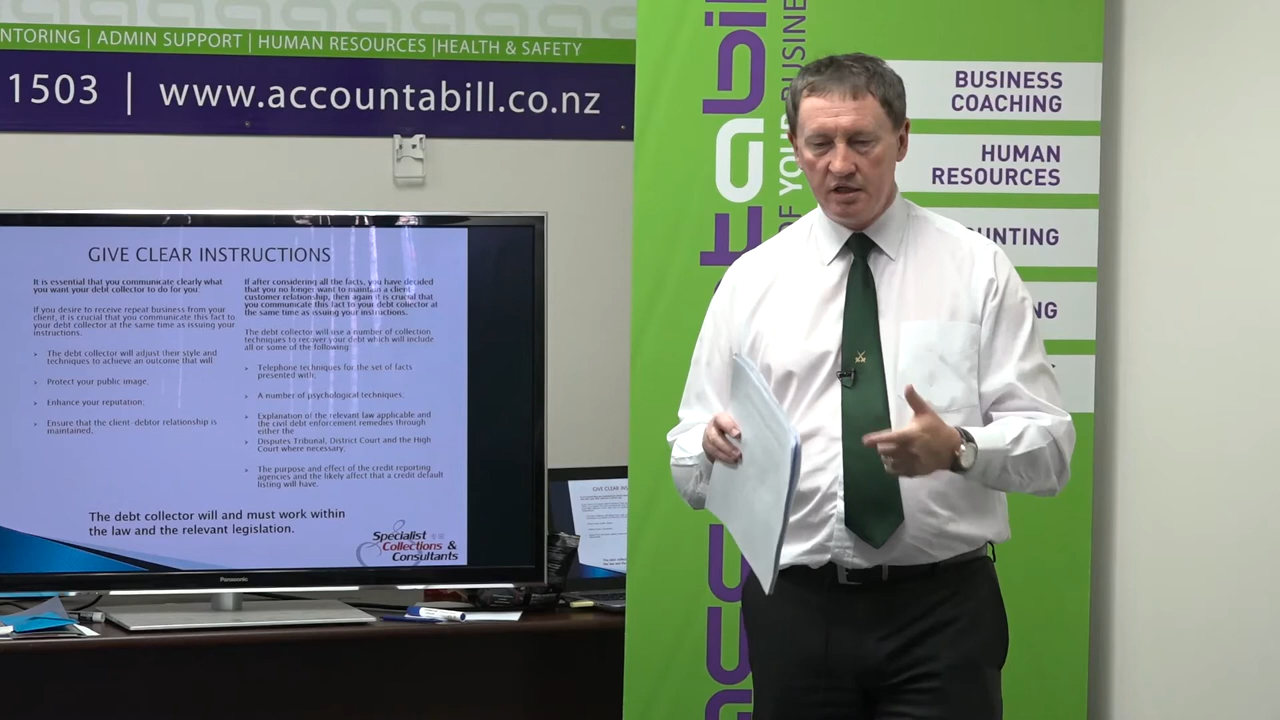 NTORING | ADMIN SUPPORT | HUMAN RESOURCES |HEALTH & SAFETY
1503 | www.accountabill.co.nz
GIVE CLEAR INSTRUCTIONS
It is essential that you communicate clearly what
you want your debt collector to do for you
If you desire to receive repeat business from your
client, it is crucial that you communicate this fact to
your debt collector at the same time as issuing your
instructions.
The debt collector will adjust their style and
techniques to achieve an outcome that will
Protect your public image;
Enhance your reputation;
Ensure that the client-debtor relationship is
maintained.
If after considering all the facts, you have decided
that you no longer want to maintain a client
customer relationship, then again it is crucial that
you communicate this fact to your debt collector at
the same time as issuing your instructions.
The debt collector will use a number of collection
techniques to recover your debt which will include
all or some of the following
Telephone techniques for the set of facts
presented with;
A number of psychological techniques.
Explanation of the relevant law applicable and
the civil debt enforcement remedies through
either the
Disputes Tribunal, District Court and the High
Court where necessary;
The purpose and effect of the credit reporting
agencies and the likely affect that a credit default
listing will have.
The debt collector will and must work within
the law and the relevant legislation.
Specialist
Collections &
Consultants
Panasonic
GIVE CLEAR INS
tabil
OF YOUR BUSINE
BUSINESS
COACHING
HUMAN
RESOURCES
OUNTING
NG